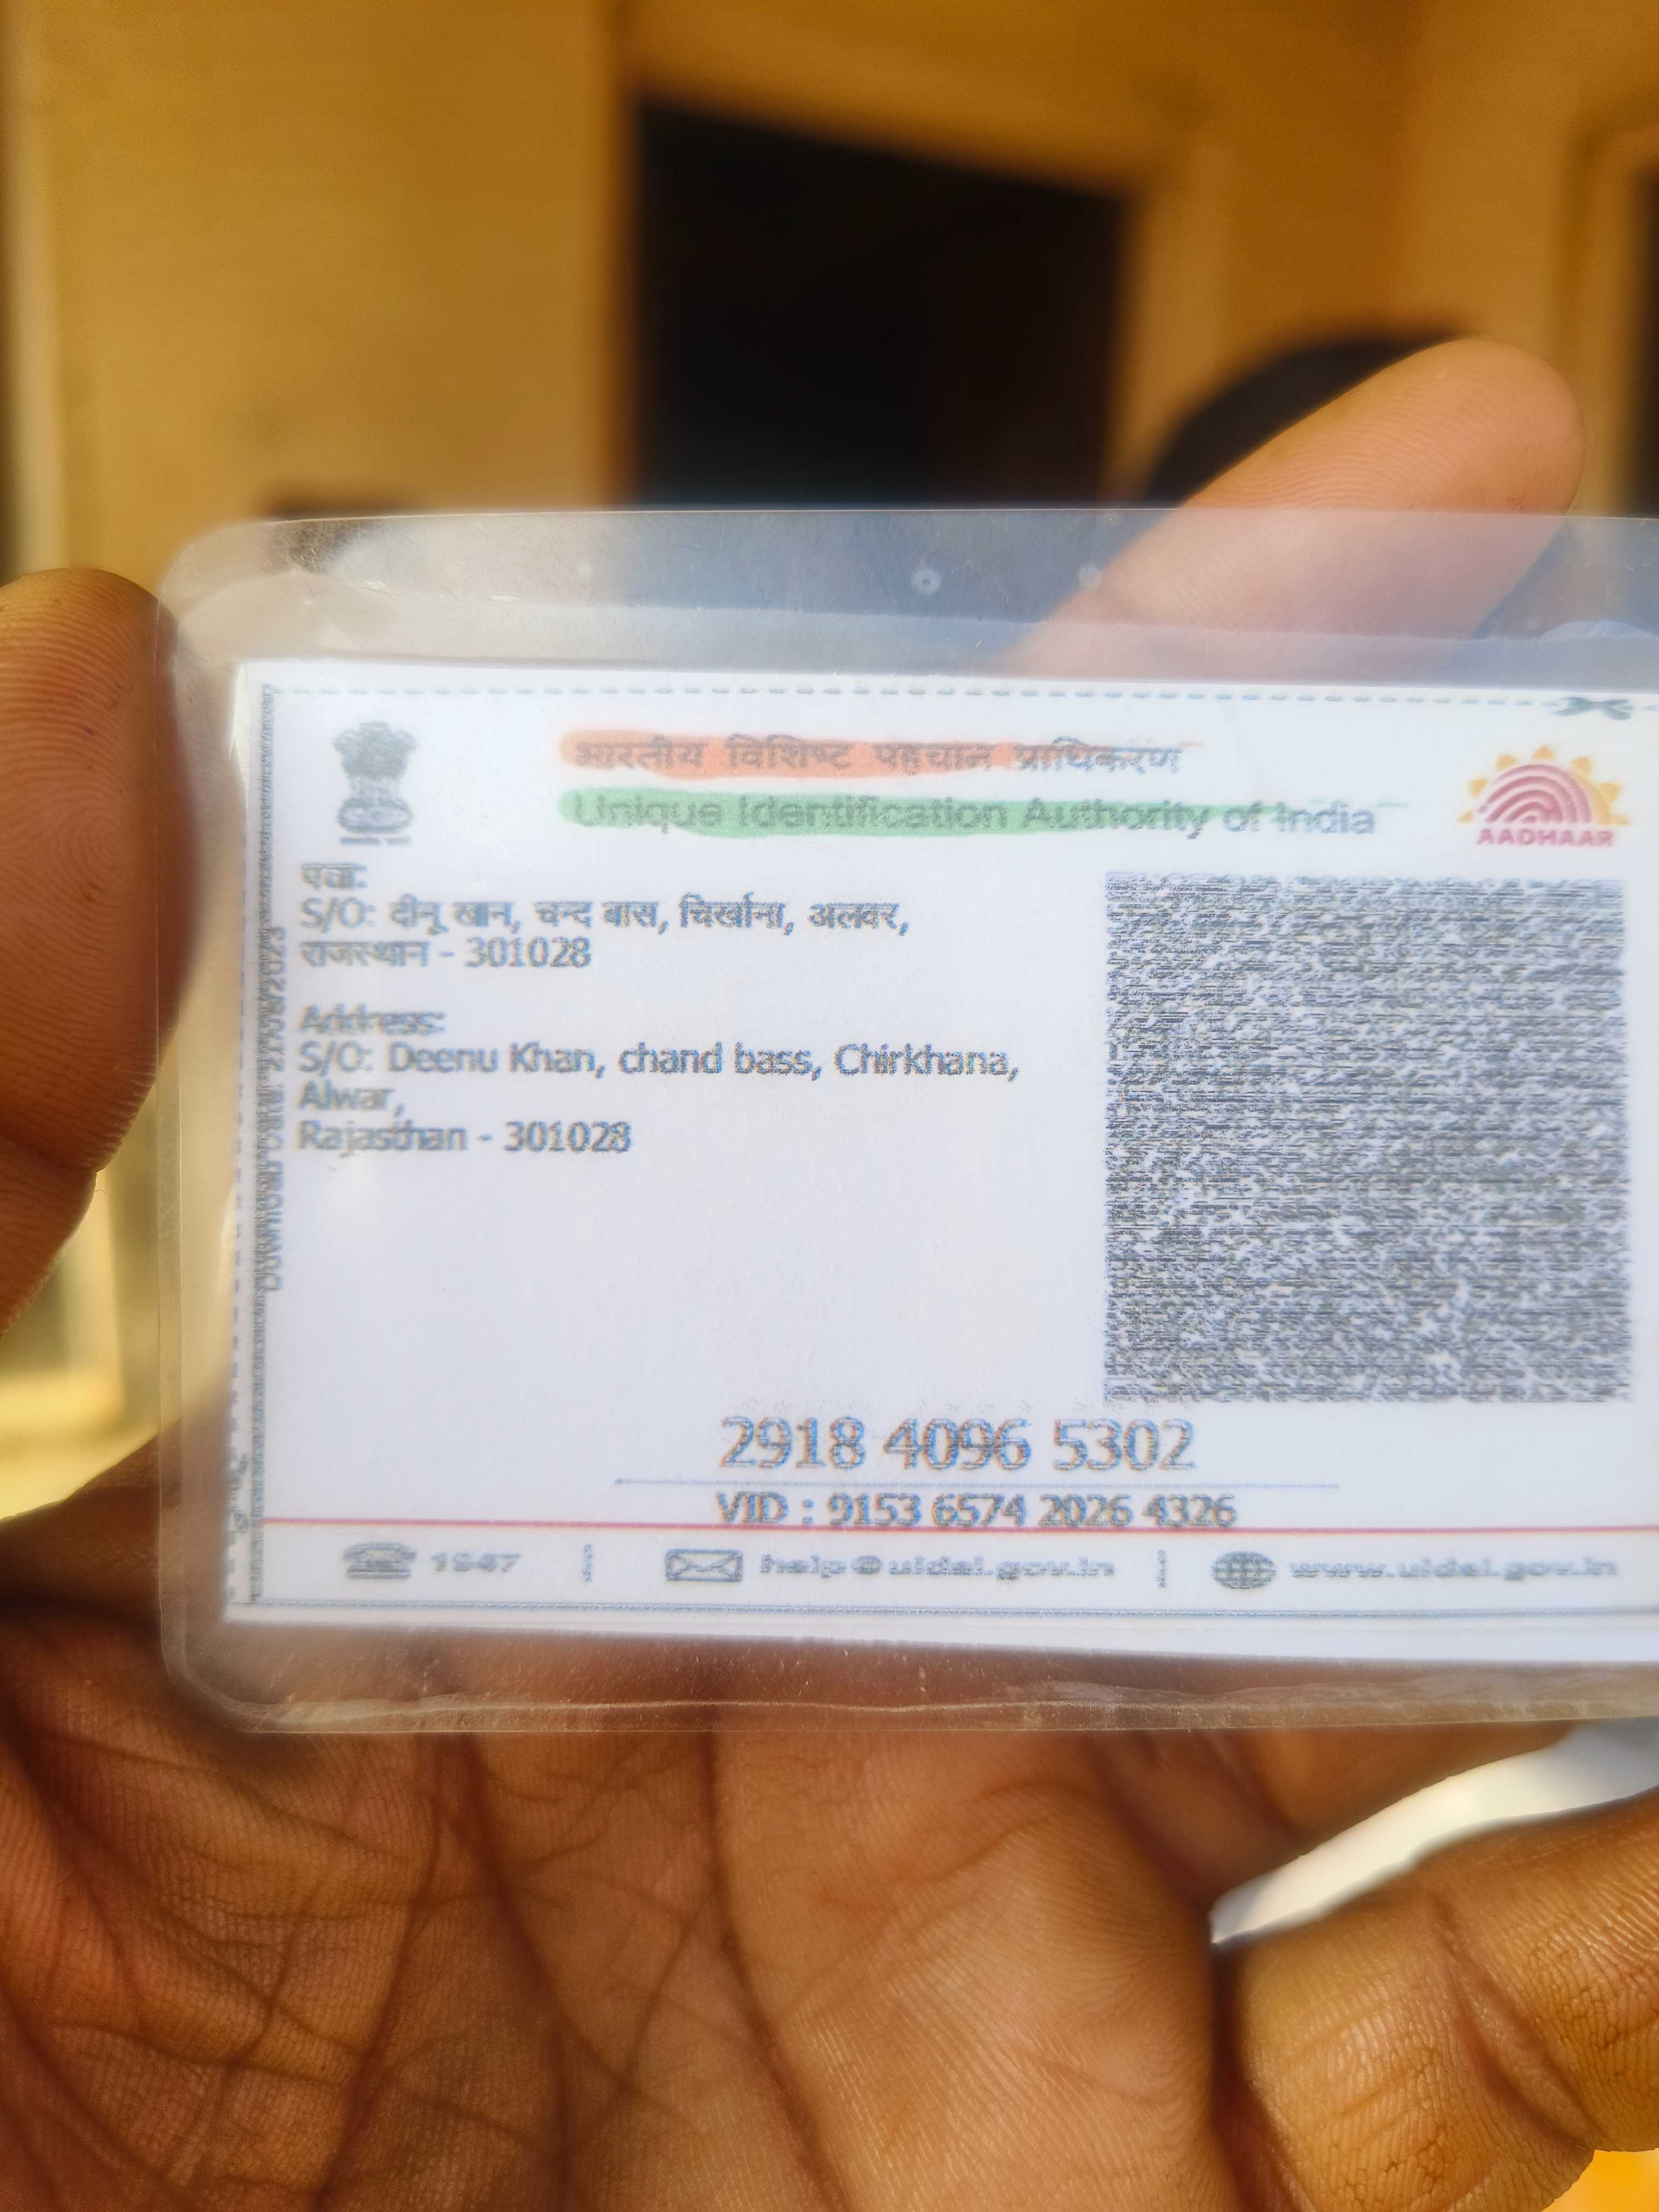 भारतीय विशिष्ट पहचान प्राधिकरण
Unique Identification Authority of India
AADHAAR
पता:
S/O: दीनू खान, चन्द बास, चिर्खाना, अलवर,
राजस्थान - 301028
Address:
S/O: Deenu Khan, chand bass, Chirkhana,
Alwar,
Rajasthan - 301028
2918 4096 5302
VID : 9153 6574 2026 4326
1947
help@uidai.gov.in
www.uidai.gov.in